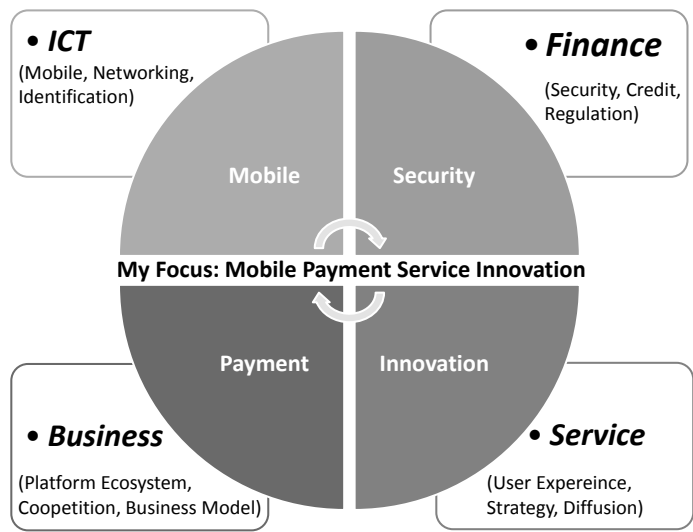 • ICT
(Mobile, Networking,
Identification)
• Finance
(Security, Credit,
Regulation)
Mobile
Security
My Focus: Mobile Payment Service Innovation
Payment
Innovation
• Business
(Platform Ecosystem,
Coopetition, Business Model)
• Service
(User Expereince,
Strategy, Diffusion)